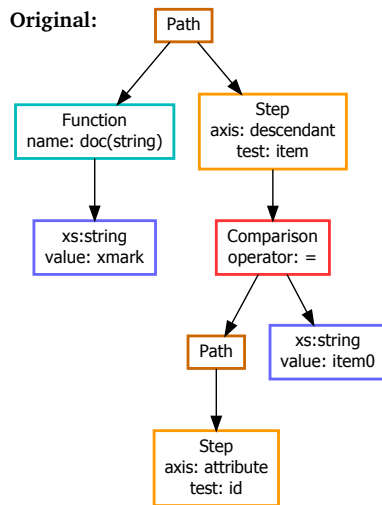 Original:
Path
Function
name: doc(string)
Step
axis: descendant
test: item
xs:string
value: xmark
Comparison
operator: =
Path
xs:string
value: item0
Step
axis: attribute
test: id